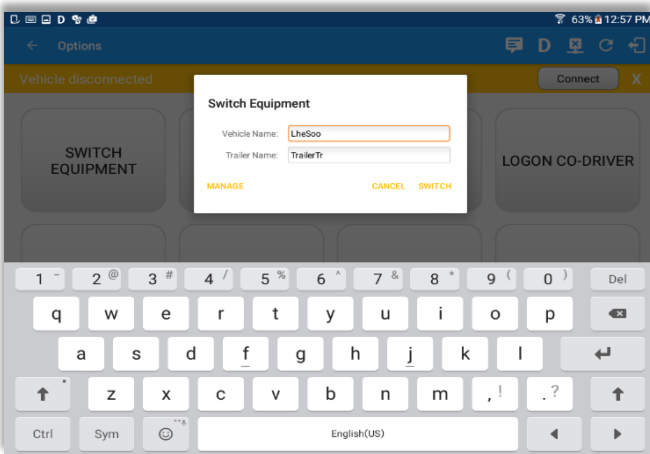 63% 12:57 PM
Options
D
Vehicle disconnected
Connect X
Switch Equipment
Vehicle Name: LheSoo
Trailer Name: TrailerTr
MANAGE CANCEL SWITCH
SWITCH EQUIPMENT
LOGON CO-DRIVER
1 - 2 @ 3 # 4 / 5 % 6 ^ 7 & 8 * 9 ( 0 ) Del
q w e r t y u i o p
a s d f g h j k l
z x c v b n m , ! . ?
Ctrl Sym English(US)